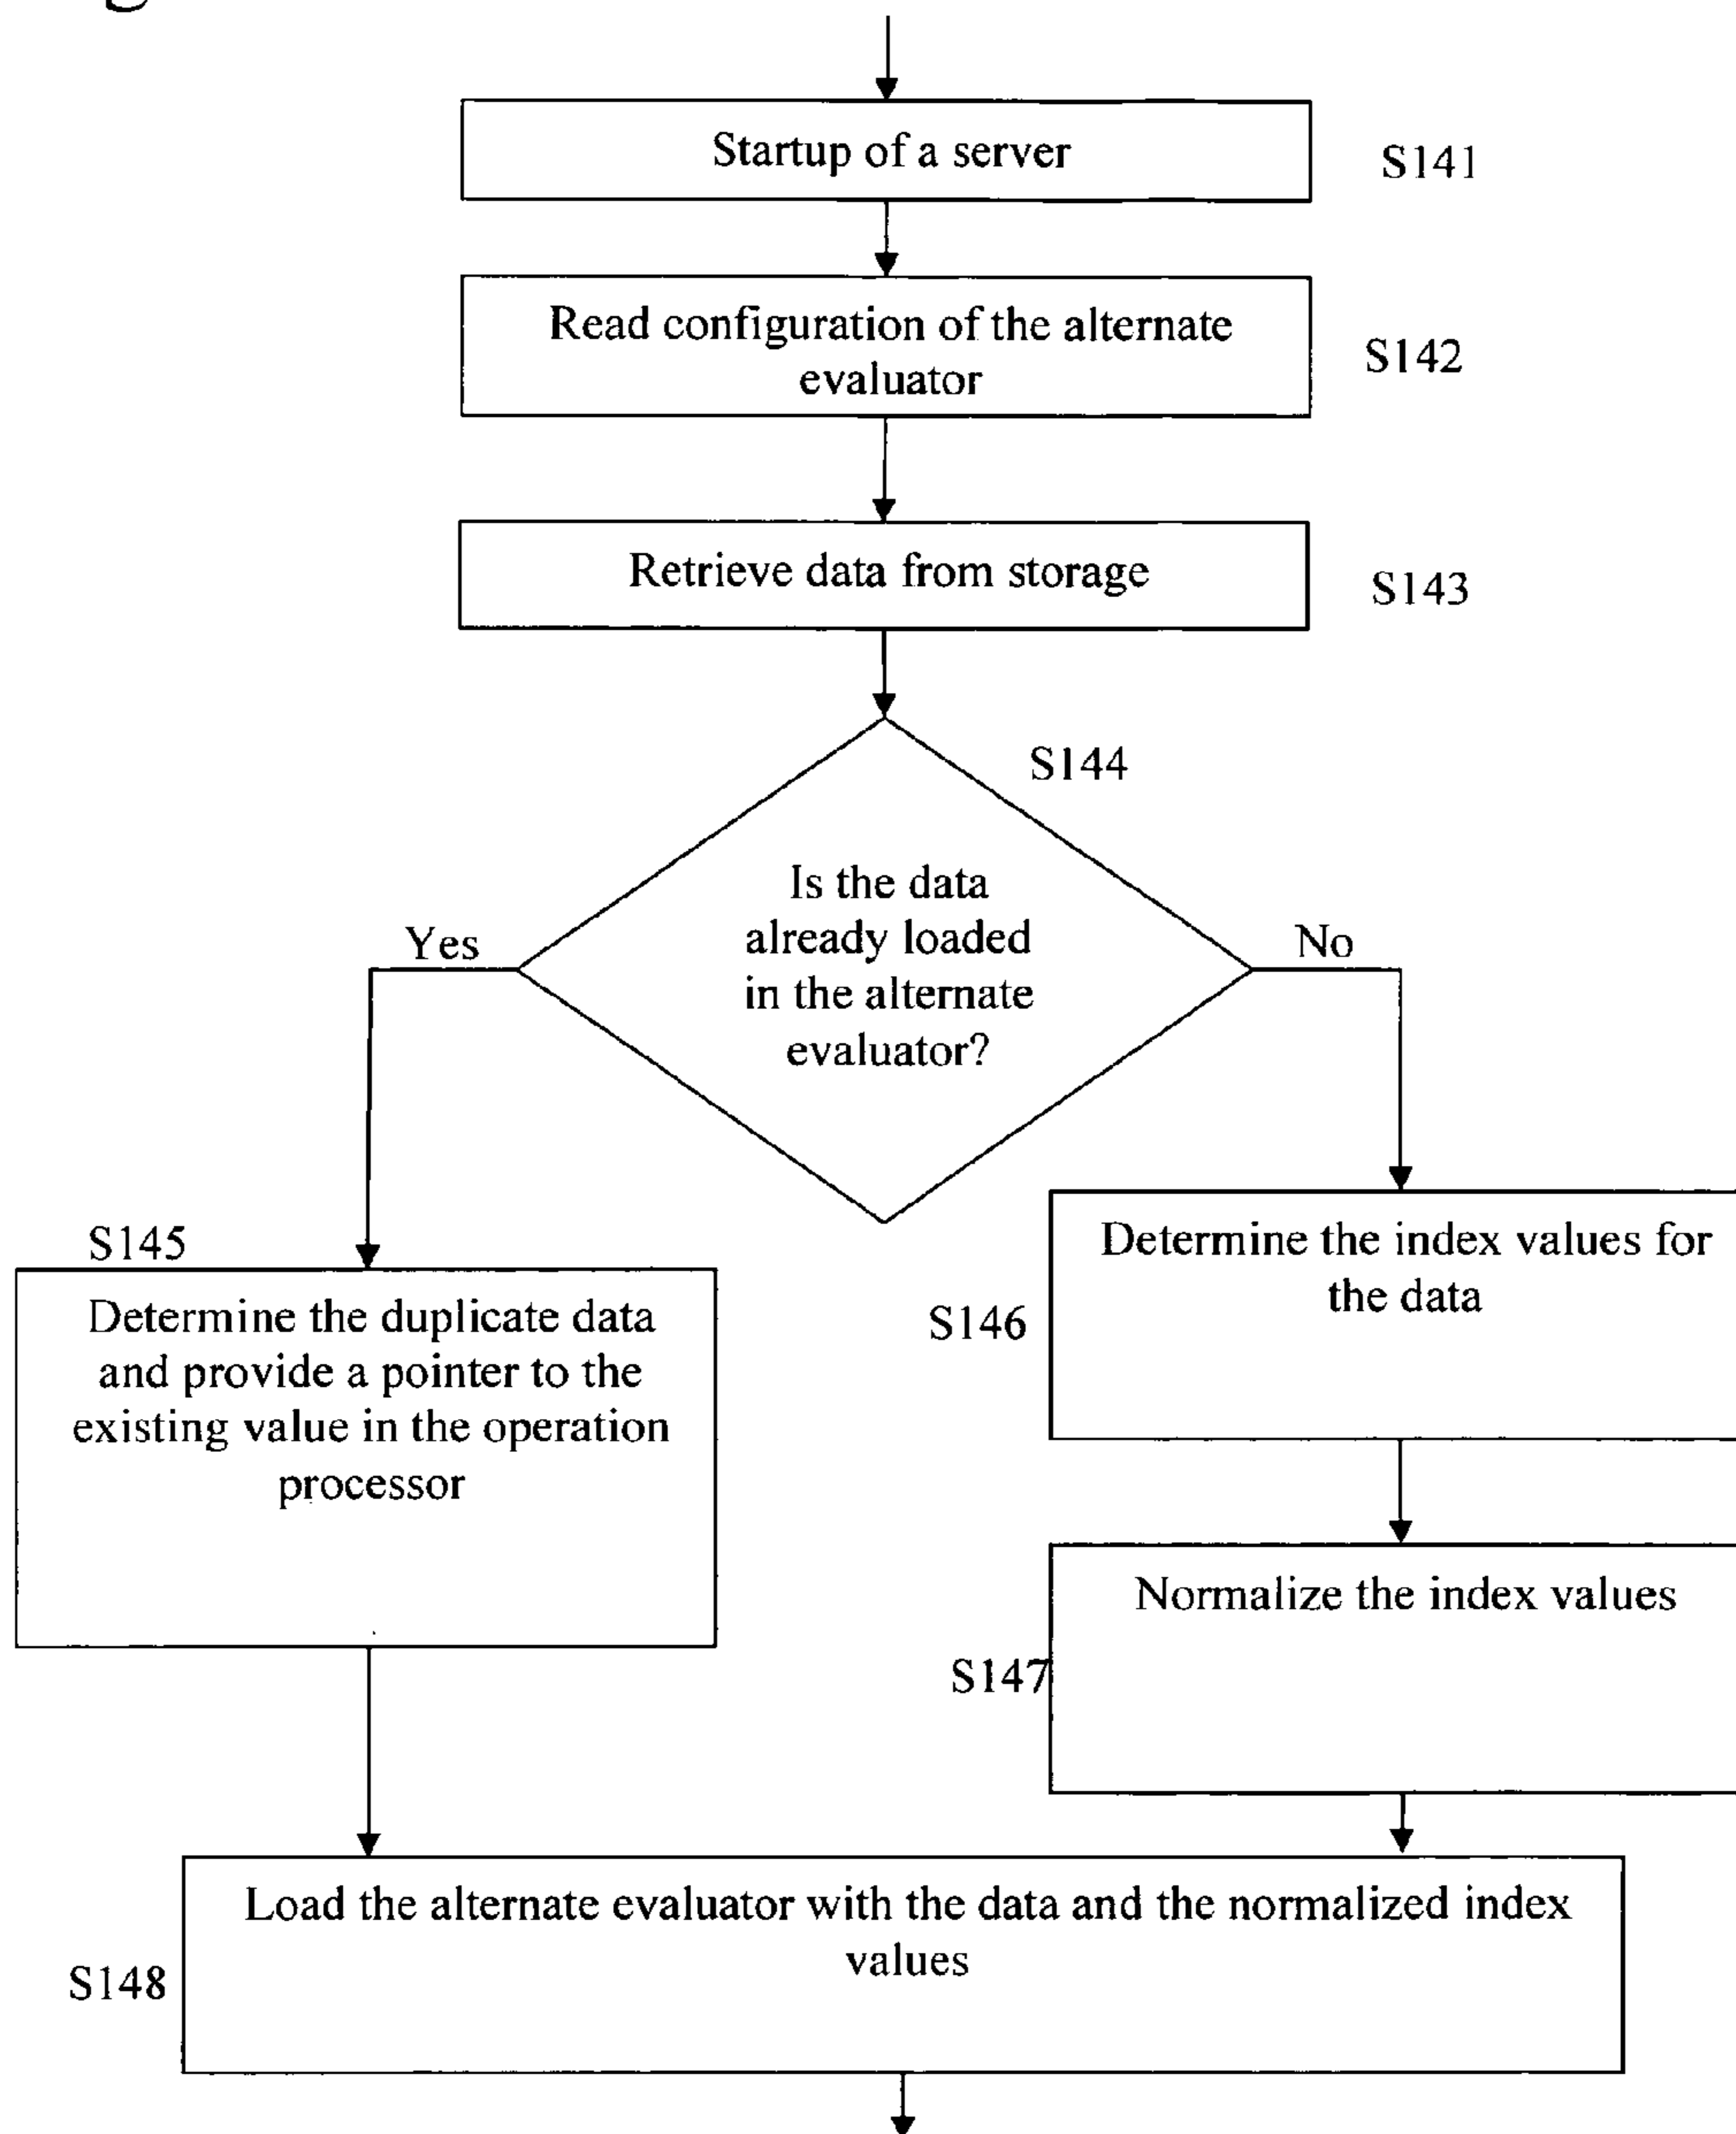 Startup of a server
S141
Read configuration of the alternate
evaluator
S142
Retrieve data from storage
S143
S144
Is the data
already loaded
in the alternate
evaluator?
Yes
No
S145
Determine the duplicate data
and provide a pointer to the
existing value in the operation
processor
Determine the index values for
the data
S146
Normalize the index values
S147
Load the alternate evaluator with the data and the normalized index
values
S148